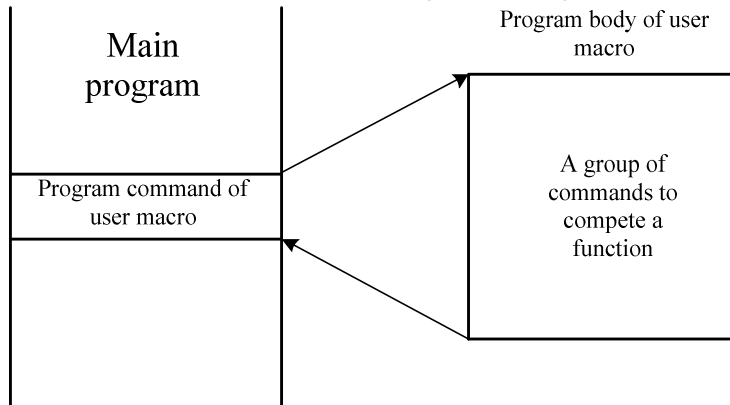 Main
program
Program command of
user macro
Program body of user
macro
A group of
commands to
compete a
function